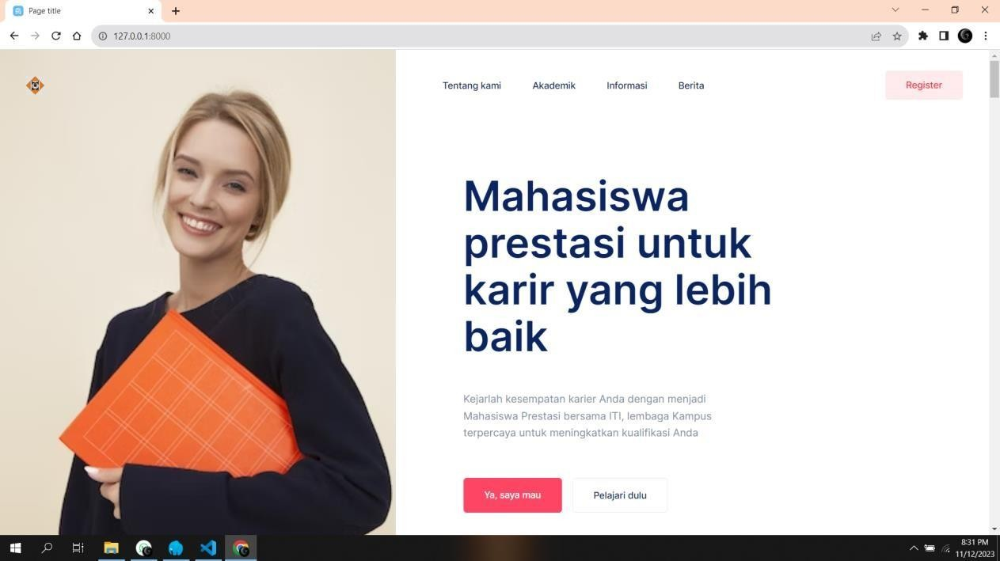 Page title
127.0.0.1:8000
Tentang kami Akademik Informasi Berita Register
Mahasiswa
prestasi untuk
karir yang lebih
baik
Kejarlah kesempatan karier Anda dengan menjadi
Mahasiswa Prestasi bersama ITI, lembaga Kampus
terpercaya untuk meningkatkan kualifikasi Anda
Ya, saya mau Pelajari dulu
8:31 PM
11/12/2023